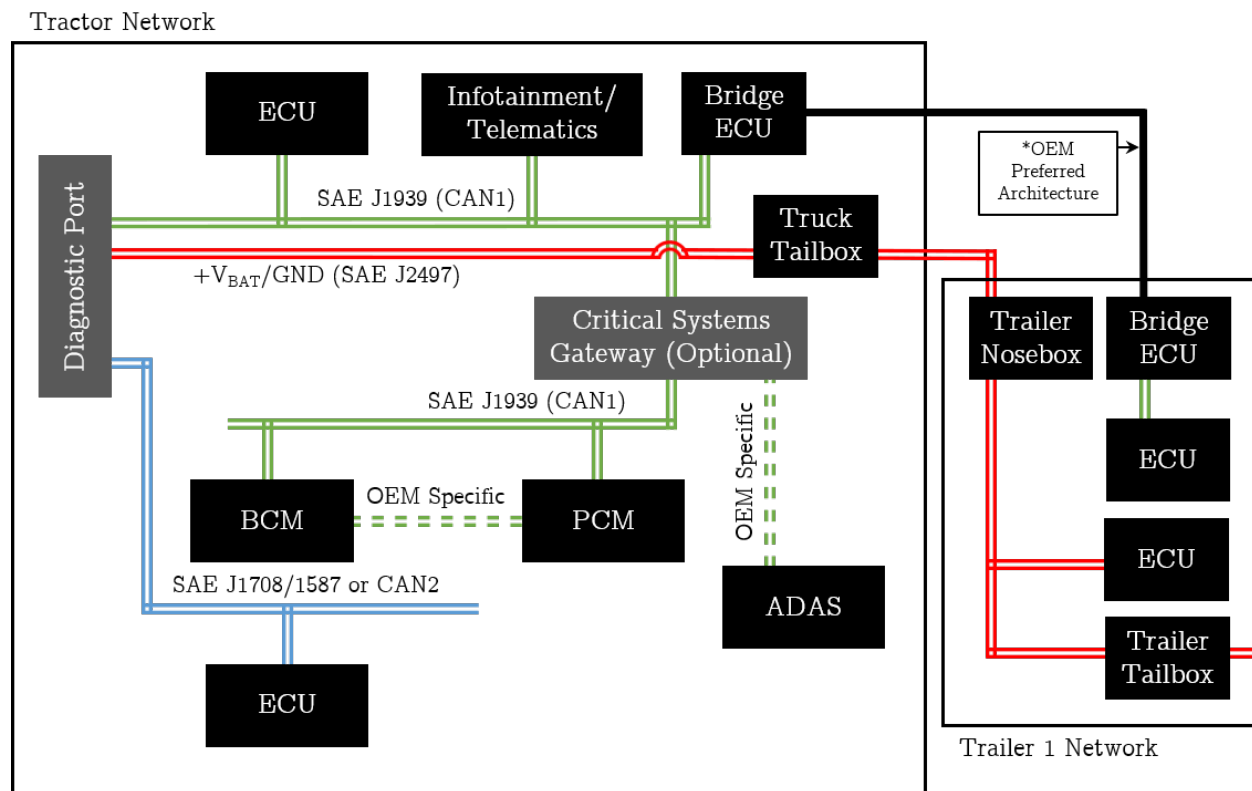 Tractor Network
ECU
Infotainment/
Telematics
Bridge
ECU
*OEM
Preferred
Architecture
Diagnostic Port
SAE J1939 (CAN1)
Truck
Tailbox
+V_BAT/GND (SAE J2497)
Critical Systems
Gateway (Optional)
Trailer
Nosebox
Bridge
ECU
SAE J1939 (CAN1)
OEM Specific
ECU
BCM
OEM Specific
PCM
ECU
SAE J1708/1587 or CAN2
ADAS
Trailer
Tailbox
ECU
Trailer 1 Network